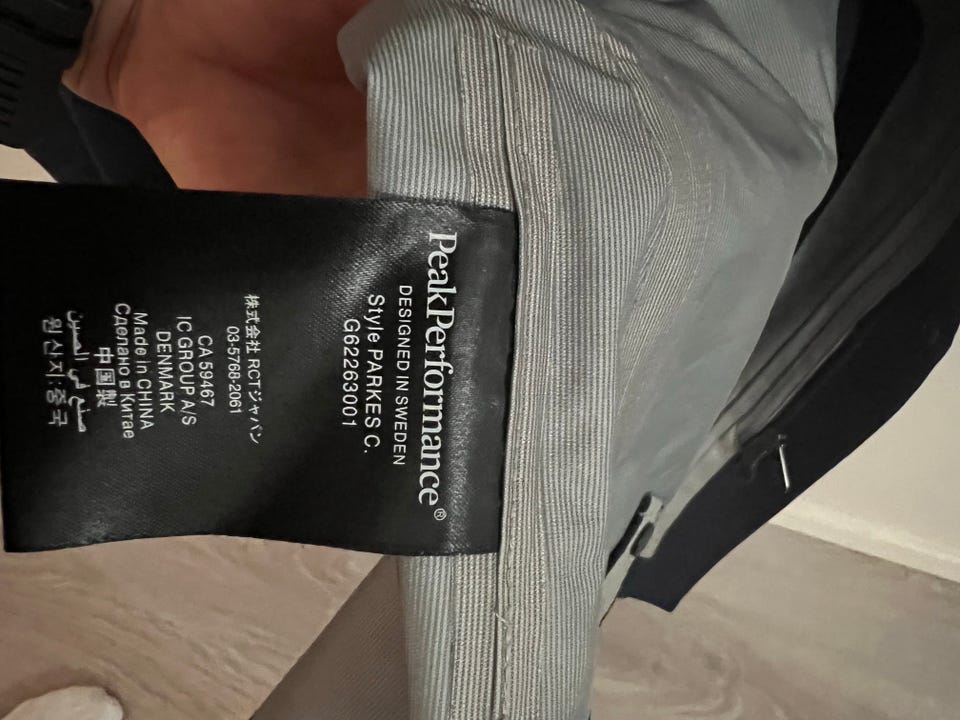 PeakPerformance®
DESIGNED IN SWEDEN
Style PARKES C.
G62263001
株式会社 RCTジャパン
03-5768-2061
CA 59467
IC GROUP A/S
DENMARK
Made in CHINA
Сделано в Китае
中国製
صنع في الصين
원산지: 중국